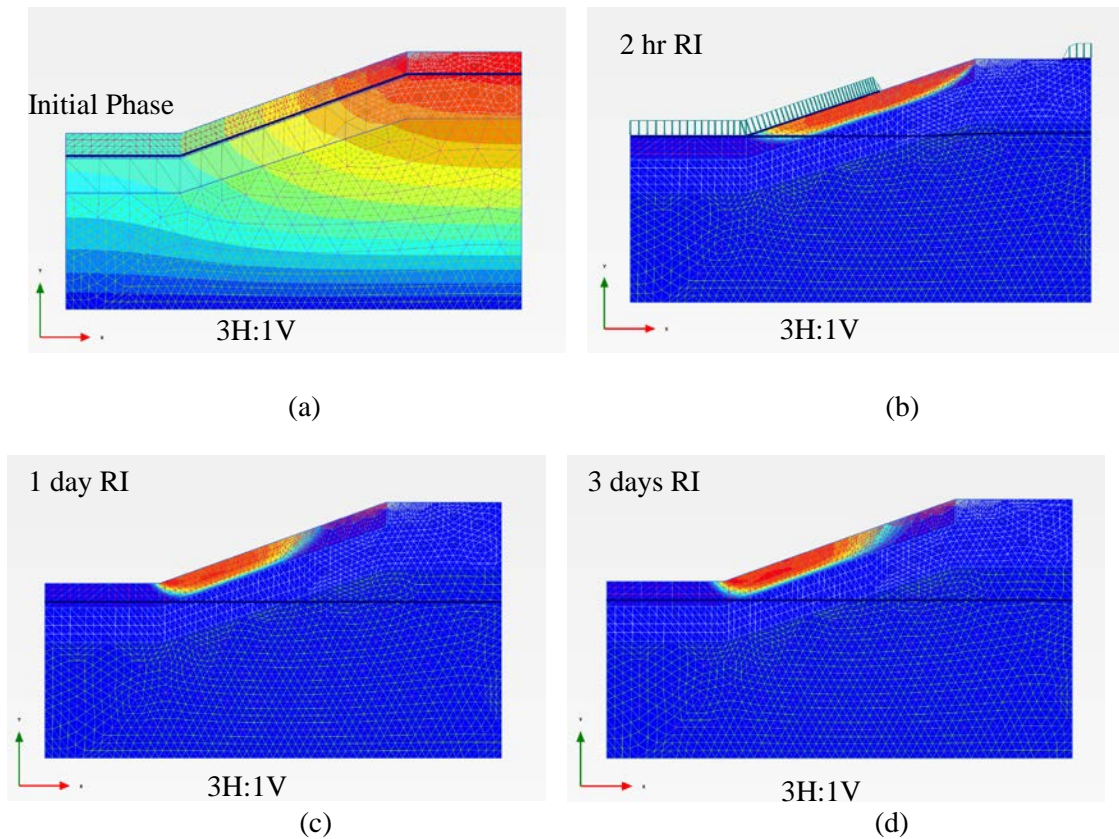 Initial Phase
3H:1V
(a)
2 hr RI
3H:1V
(b)
1 day RI
3H:1V
(c)
3 days RI
3H:1V
(d)